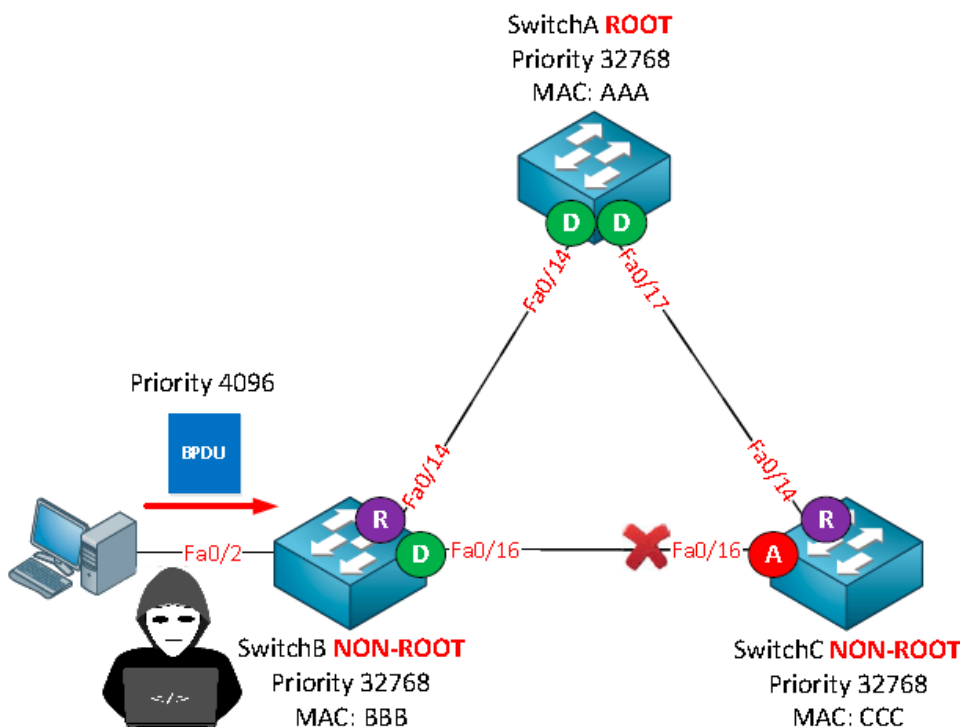 SwitchA ROOT
Priority 32768
MAC: AAA
D
D
Fa0/14
Fa0/17
Priority 4096
BPDU
Fa0/14
Fa0/14
R
R
Fa0/2
D
Fa0/16
Fa0/16
A
SwitchB NON-ROOT
Priority 32768
MAC: BBB
</.>
SwitchC NON-ROOT
Priority 32768
MAC: CCC